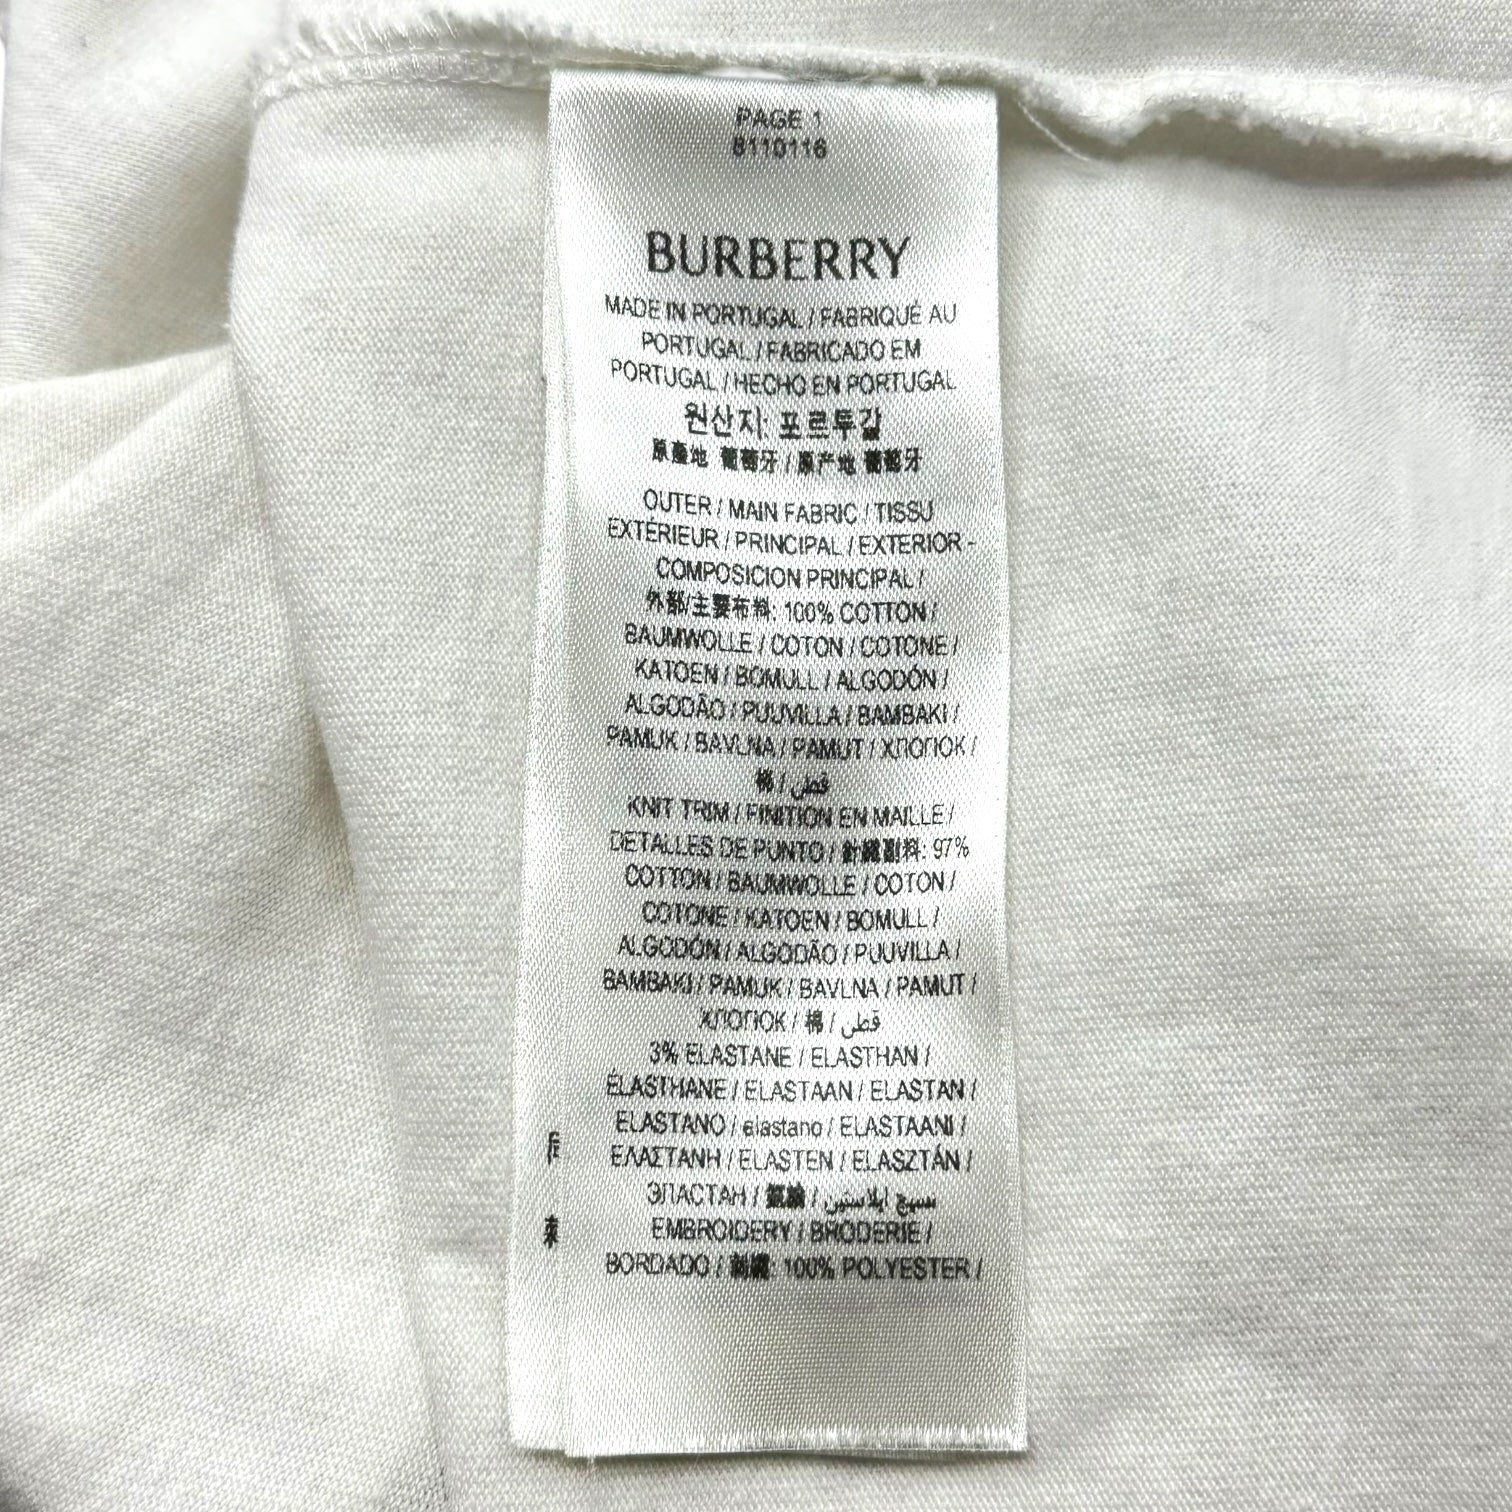 PAGE 1
8110116
BURBERRY
MADE IN PORTUGAL / FABRIQUÉ AU
PORTUGAL / FABRICADO EM
PORTUGAL / HECHO EN PORTUGAL
원산지: 포르투갈
原產地 葡萄牙 / 原产地 葡萄牙
OUTER / MAIN FABRIC / TISSU
EXTÉRIEUR / PRINCIPAL / EXTERIOR -
COMPOSICION PRINCIPAL /
外部/主要布料: 100% COTTON /
BAUMWOLLE / COTON / COTONE /
KATOEN / BOMULL / ALGODÓN /
ALGODÃO / PUUVILLA / BAMBAKI /
PAMUK / BAVLNA / PAMUT / ХЛОПОК /
棉 / قطن
KNIT TRIM / FINITION EN MAILLE /
DETALLES DE PUNTO / 針織副料: 97%
COTTON / BAUMWOLLE / COTON /
COTONE / KATOEN / BOMULL /
ALGODÓN / ALGODÃO / PUUVILLA /
BAMBAKI / PAMUK / BAVLNA / PAMUT /
ХЛОПОК / 棉 / قطن
3% ELASTANE / ELASTHAN /
ÉLASTHANE / ELASTAAN / ELASTAN /
ELASTANO / elastano / ELASTAANI /
ΕΛΑΣΤΑΝΗ / ELASTEN / ELASZTÁN /
ЭЛАСТАН / 氨綸 / نسيج ايلاستين
EMBROIDERY / BRODERIE /
BORDADO / 刺繡: 100% POLYESTER /